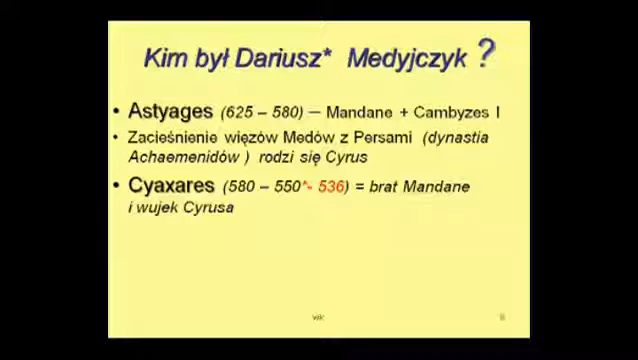 Kim był Dariusz* Medyjczyk ?
• Astyages (625 – 580) – Mandane + Cambyzes I
• Zacieśnienie więzów Medów z Persami (dynastia
Achaemenidów ) rodzi się Cyrus
• Cyaxares (580 – 550*- 536) = brat Mandane
i wujek Cyrusa